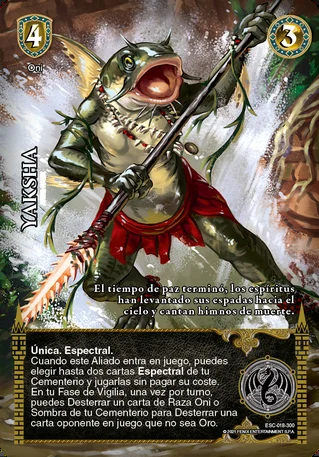 4
3
Oni
YAKSHA
El tiempo de paz terminó, los espíritus
han levantado sus espadas hacia el
cielo y cantan himnos de muerte.
Única. Espectral.
Cuando este Aliado entra en juego, puedes
elegir hasta dos cartas Espectral de tu
Cementerio y jugarlas sin pagar su coste.
En tu Fase de Vigilia, una vez por turno,
puedes Desterrar un carta de Raza Oni o
Sombra de tu Cementerio para Desterrar una
carta oponente en juego que no sea Oro.
ESC-018-300
© 2021 FENIX ENTERTAINMENT S.P.A.